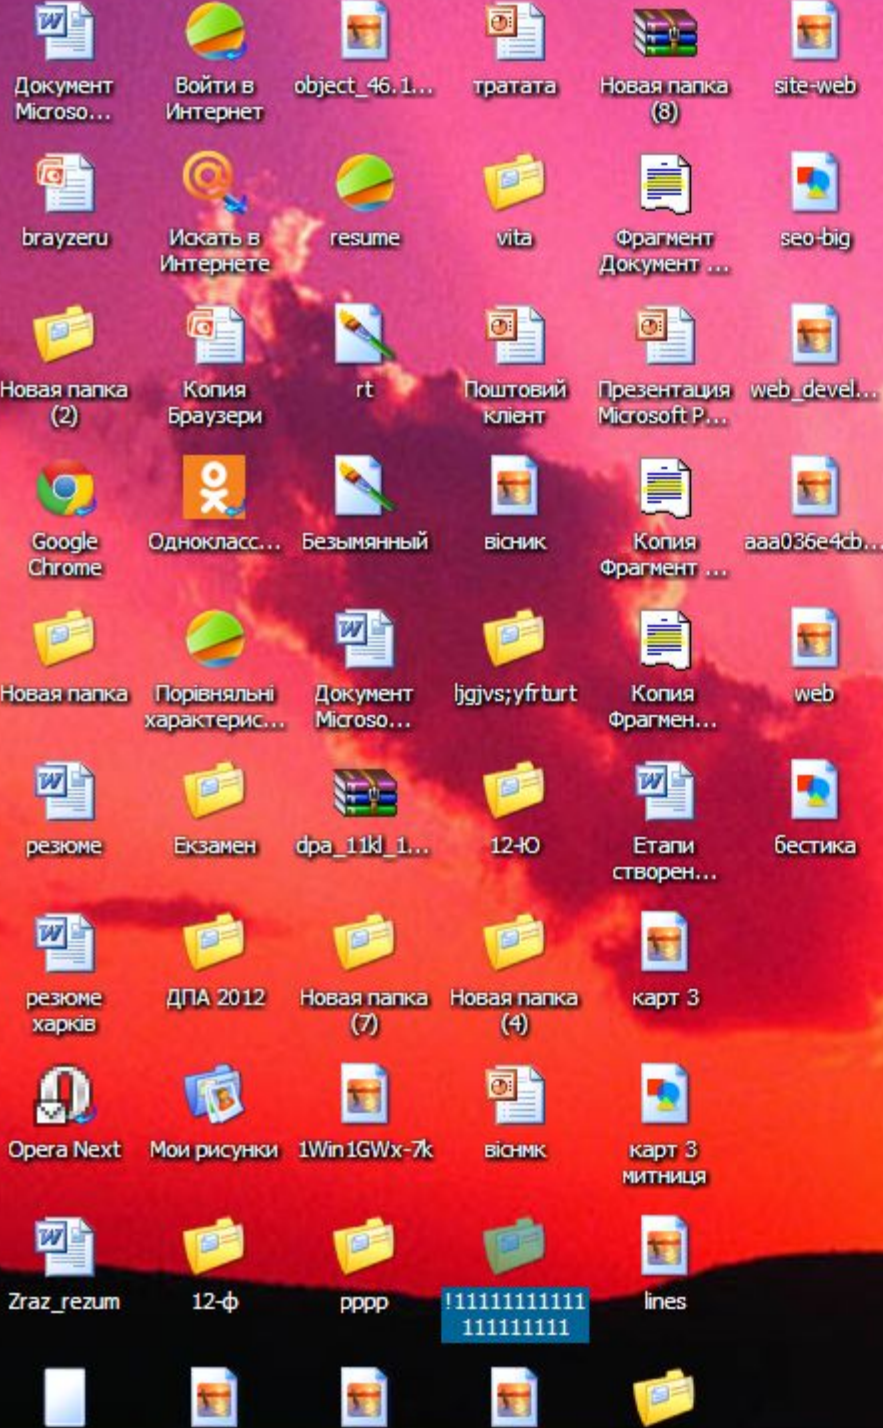 Документ
Microso...
Войти в
Интернет
object_46.1...
тратата
Новая папка
(8)
site-web
brayzeru
Искать в
Интернете
resume
vita
Фрагмент
Документ ...
seo-big
Новая папка
(2)
Копия
Браузери
rt
Поштовий
клієнт
Презентация
Microsoft P...
web_devel...
Google
Chrome
Одноклasс...
Безымянный
вісник
Копия
Фрагмент ...
aaa036e4cb...
Новая папка
Порівняльні
характерис...
Документ
Microso...
ljgjvs;yfrturt
Копия
Фрагмен...
web
резюме
Екзамен
dpa_11kl_1...
12-Ю
Етапи
створен...
бестика
резюме
харків
ДПА 2012
Новая папка
(7)
Новая папка
(4)
карт 3
Opera Next
Мои рисунки
1Win1GWx-7k
віснмк
карт 3
митниця
Zraz_rezum
12-ф
рррр
!11111111111
111111111
lines